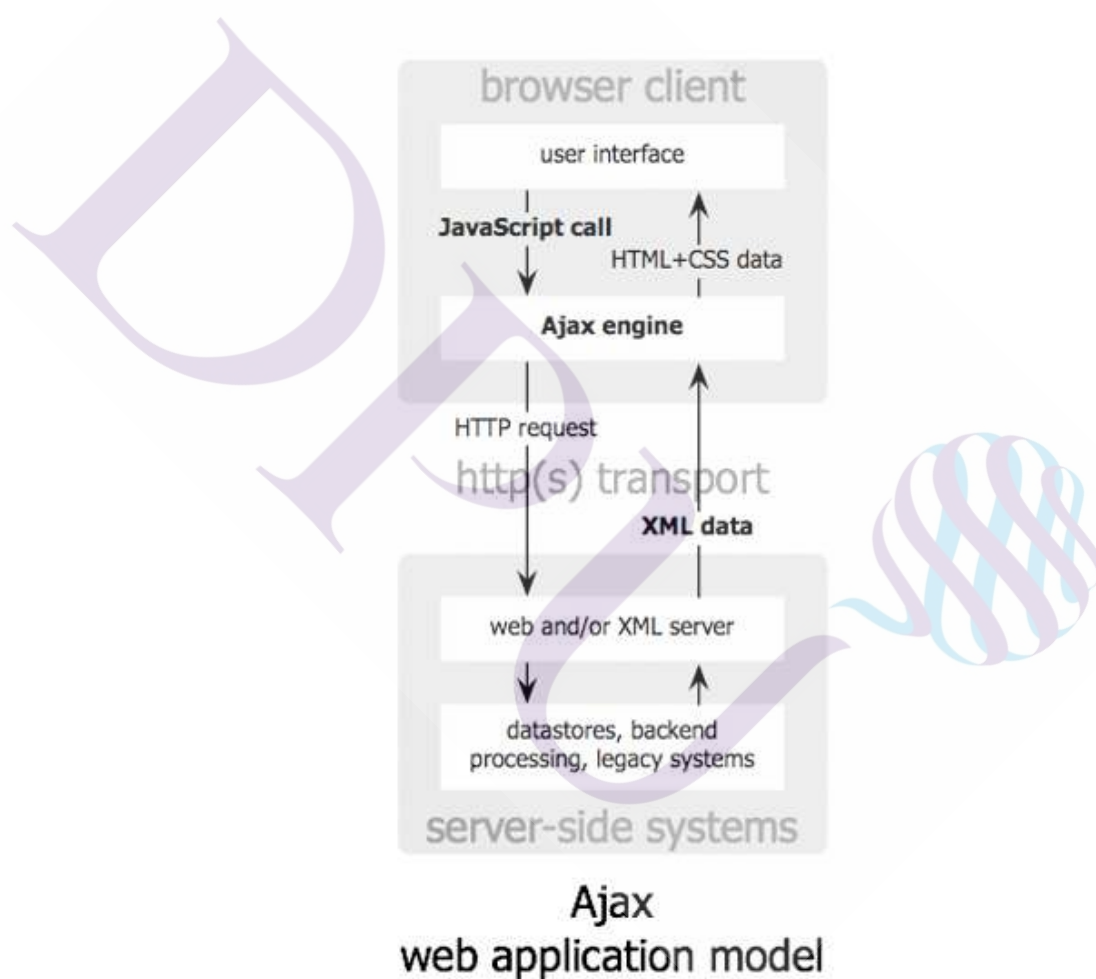 browser client
user interface
JavaScript call
HTML+CSS data
Ajax engine
HTTP request
http(s) transport
XML data
web and/or XML server
datastores, backend
processing, legacy systems
server-side systems
Ajax
web application model
DPU